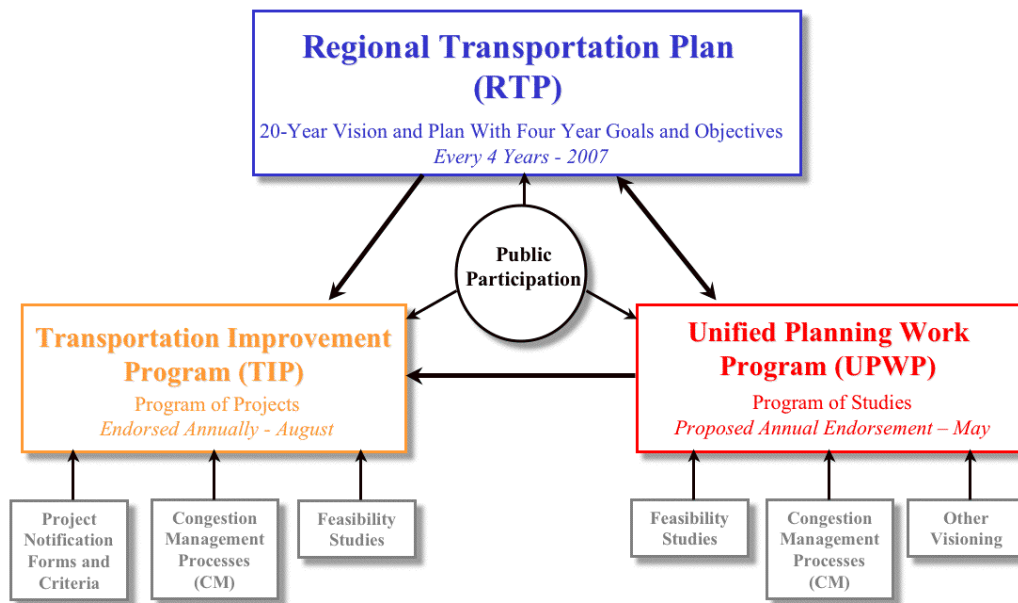 Regional Transportation Plan
(RTP)
20-Year Vision and Plan With Four Year Goals and Objectives
Every 4 Years - 2007
Public
Participation
Transportation Improvement
Program (TIP)
Program of Projects
Endorsed Annually - August
Unified Planning Work
Program (UPWP)
Program of Studies
Proposed Annual Endorsement – May
Project
Notification
Forms and
Criteria
Congestion
Management
Processes
(CM)
Feasibility
Studies
Feasibility
Studies
Congestion
Management
Processes
(CM)
Other
Visioning